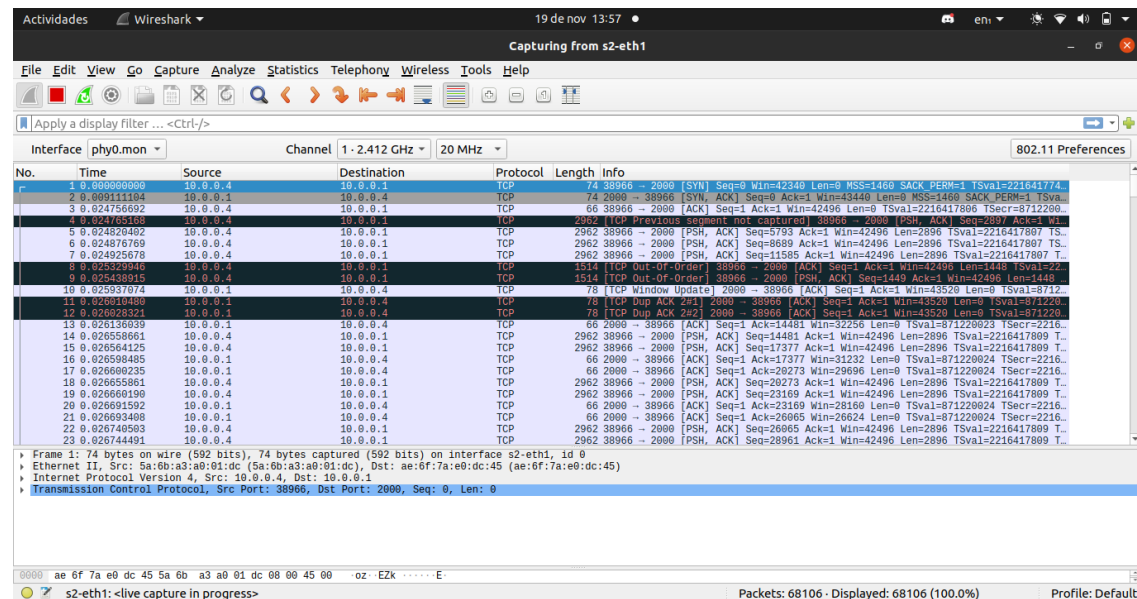 Actividades Wireshark 19 de nov 13:57 en₁
Capturing from s2-eth1
File Edit View Go Capture Analyze Statistics Telephony Wireless Tools Help
Apply a display filter … <Ctrl-/>
Interface phy0.mon Channel 1 · 2.412 GHz 20 MHz 802.11 Preferences
No. Time Source Destination Protocol Length Info
1 0.000000000 10.0.0.4 10.0.0.1 TCP 74 38966 → 2000 [SYN] Seq=0 Win=42340 Len=0 MSS=1460 SACK_PERM=1 TSval=221641774…
2 0.009111104 10.0.0.1 10.0.0.4 TCP 74 2000 → 38966 [SYN, ACK] Seq=0 Ack=1 Win=43440 Len=0 MSS=1460 SACK_PERM=1 TSva…
3 0.024756692 10.0.0.4 10.0.0.1 TCP 66 38966 → 2000 [ACK] Seq=1 Ack=1 Win=42496 Len=0 TSval=2216417806 TSecr=8712200…
4 0.024765168 10.0.0.4 10.0.0.1 TCP 2962 [TCP Previous segment not captured] 38966 → 2000 [PSH, ACK] Seq=2897 Ack=1 Wi…
5 0.024820402 10.0.0.4 10.0.0.1 TCP 2962 38966 → 2000 [PSH, ACK] Seq=5793 Ack=1 Win=42496 Len=2896 TSval=2216417807 TS…
6 0.024876769 10.0.0.4 10.0.0.1 TCP 2962 38966 → 2000 [PSH, ACK] Seq=8689 Ack=1 Win=42496 Len=2896 TSval=2216417807 TS…
7 0.024925678 10.0.0.4 10.0.0.1 TCP 2962 38966 → 2000 [PSH, ACK] Seq=11585 Ack=1 Win=42496 Len=2896 TSval=2216417807 T…
8 0.025329946 10.0.0.4 10.0.0.1 TCP 1514 [TCP Out-Of-Order] 38966 → 2000 [ACK] Seq=1 Ack=1 Win=42496 Len=1448 TSval=22…
9 0.025438915 10.0.0.4 10.0.0.1 TCP 1514 [TCP Out-Of-Order] 38966 → 2000 [PSH, ACK] Seq=1449 Ack=1 Win=42496 Len=1448 …
10 0.025937074 10.0.0.1 10.0.0.4 TCP 78 [TCP Window Update] 2000 → 38966 [ACK] Seq=1 Ack=1 Win=43520 Len=0 TSval=8712…
11 0.026010480 10.0.0.1 10.0.0.4 TCP 78 [TCP Dup ACK 2#1] 2000 → 38966 [ACK] Seq=1 Ack=1 Win=43520 Len=0 TSval=871220…
12 0.026028321 10.0.0.1 10.0.0.4 TCP 78 [TCP Dup ACK 2#2] 2000 → 38966 [ACK] Seq=1 Ack=1 Win=43520 Len=0 TSval=871220…
13 0.026136039 10.0.0.1 10.0.0.4 TCP 66 2000 → 38966 [ACK] Seq=1 Ack=14481 Win=32256 Len=0 TSval=871220023 TSecr=2216…
14 0.026558661 10.0.0.4 10.0.0.1 TCP 2962 38966 → 2000 [PSH, ACK] Seq=14481 Ack=1 Win=42496 Len=2896 TSval=2216417809 T…
15 0.026564125 10.0.0.4 10.0.0.1 TCP 2962 38966 → 2000 [PSH, ACK] Seq=17377 Ack=1 Win=42496 Len=2896 TSval=2216417809 T…
16 0.026598485 10.0.0.1 10.0.0.4 TCP 66 2000 → 38966 [ACK] Seq=1 Ack=17377 Win=31232 Len=0 TSval=871220024 TSecr=2216…
17 0.026600235 10.0.0.1 10.0.0.4 TCP 66 2000 → 38966 [ACK] Seq=1 Ack=20273 Win=29696 Len=0 TSval=871220024 TSecr=2216…
18 0.026655861 10.0.0.4 10.0.0.1 TCP 2962 38966 → 2000 [PSH, ACK] Seq=20273 Ack=1 Win=42496 Len=2896 TSval=2216417809 T…
19 0.026660190 10.0.0.4 10.0.0.1 TCP 2962 38966 → 2000 [PSH, ACK] Seq=23169 Ack=1 Win=42496 Len=2896 TSval=2216417809 T…
20 0.026691592 10.0.0.1 10.0.0.4 TCP 66 2000 → 38966 [ACK] Seq=1 Ack=23169 Win=28160 Len=0 TSval=871220024 TSecr=2216…
21 0.026693408 10.0.0.1 10.0.0.4 TCP 66 2000 → 38966 [ACK] Seq=1 Ack=26065 Win=26624 Len=0 TSval=871220024 TSecr=2216…
22 0.026740503 10.0.0.4 10.0.0.1 TCP 2962 38966 → 2000 [PSH, ACK] Seq=26065 Ack=1 Win=42496 Len=2896 TSval=2216417809 T…
23 0.026744491 10.0.0.4 10.0.0.1 TCP 2962 38966 → 2000 [PSH, ACK] Seq=28961 Ack=1 Win=42496 Len=2896 TSval=2216417809 T…
Frame 1: 74 bytes on wire (592 bits), 74 bytes captured (592 bits) on interface s2-eth1, id 0
Ethernet II, Src: 5a:6b:a3:a0:01:dc (5a:6b:a3:a0:01:dc), Dst: ae:6f:7a:e0:dc:45 (ae:6f:7a:e0:dc:45)
Internet Protocol Version 4, Src: 10.0.0.4, Dst: 10.0.0.1
Transmission Control Protocol, Src Port: 38966, Dst Port: 2000, Seq: 0, Len: 0
0000 ae 6f 7a e0 dc 45 5a 6b a3 a0 01 dc 08 00 45 00 ·oz··EZk ······E·
s2-eth1: <live capture in progress> Packets: 68106 · Displayed: 68106 (100.0%) Profile: Default